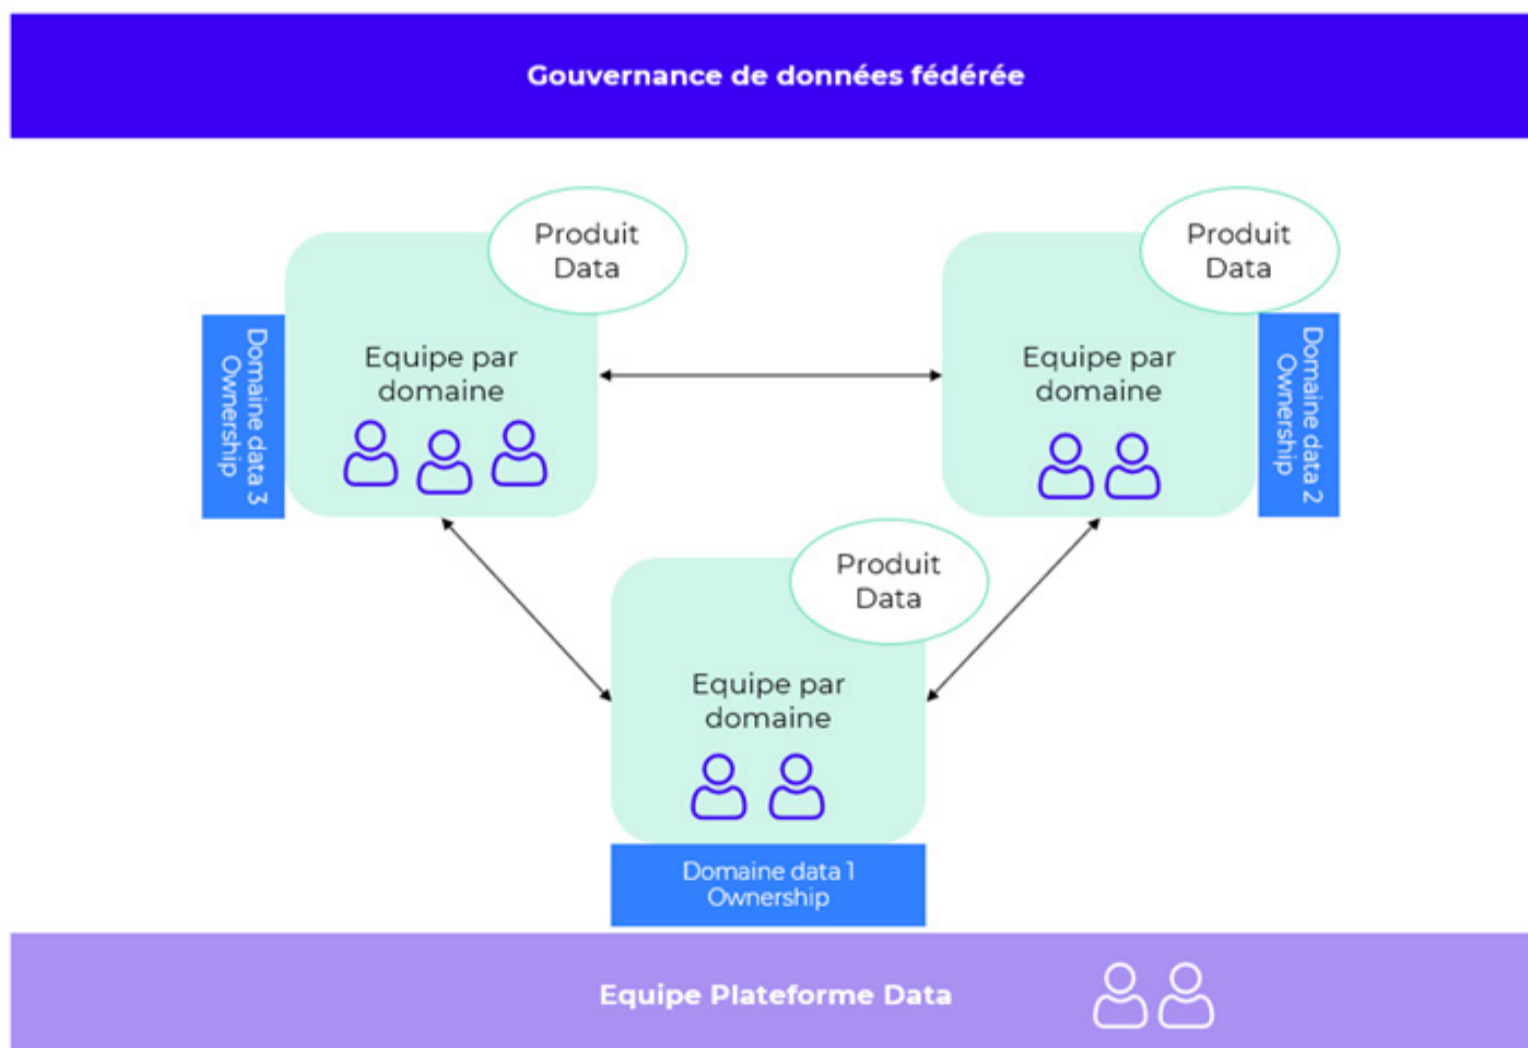 Gouvernance de données fédérée
Produit
Data
Equipe par
domaine
Domaine data 3
Ownership
Produit
Data
Equipe par
domaine
Domaine data 2
Ownership
Produit
Data
Equipe par
domaine
Domaine data 1
Ownership
Equipe Plateforme Data